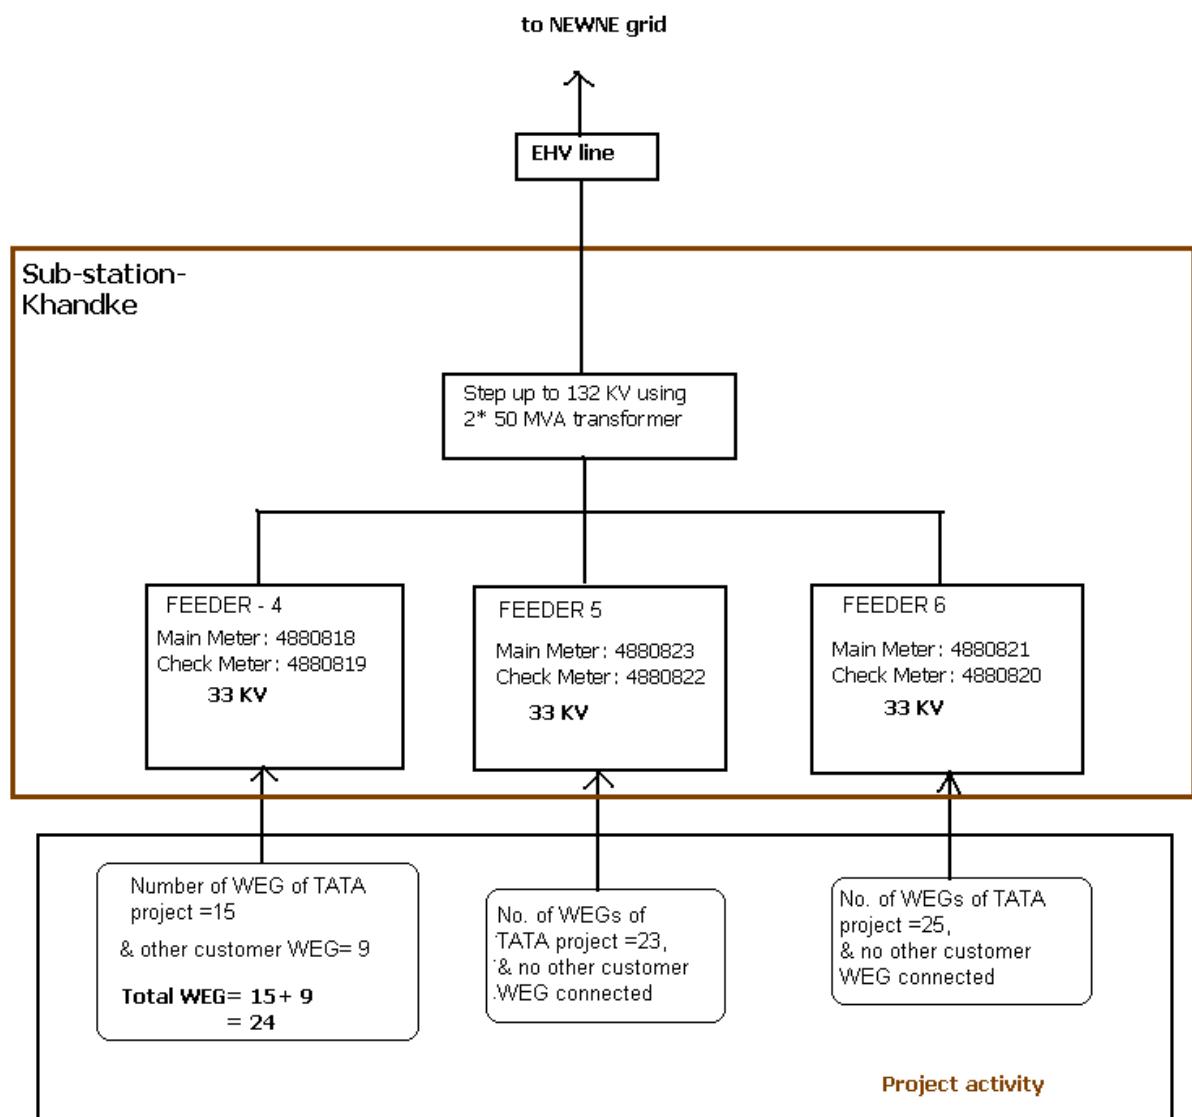 to NEWNE grid
EHV line
Sub-station-
Khandke
Step up to 132 KV using
2* 50 MVA transformer
FEEDER - 4
Main Meter: 4880818
Check Meter: 4880819
33 KV
FEEDER 5
Main Meter: 4880823
Check Meter: 4880822
33 KV
FEEDER 6
Main Meter: 4880821
Check Meter: 4880820
33 KV
Number of WEG of TATA
project =15
& other customer WEG= 9
Total WEG= 15+ 9
= 24
No. of WEGs of
TATA project =23,
& no other customer
WEG connected
No. of WEGs of TATA
project =25,
& no other customer
WEG connected
Project activity